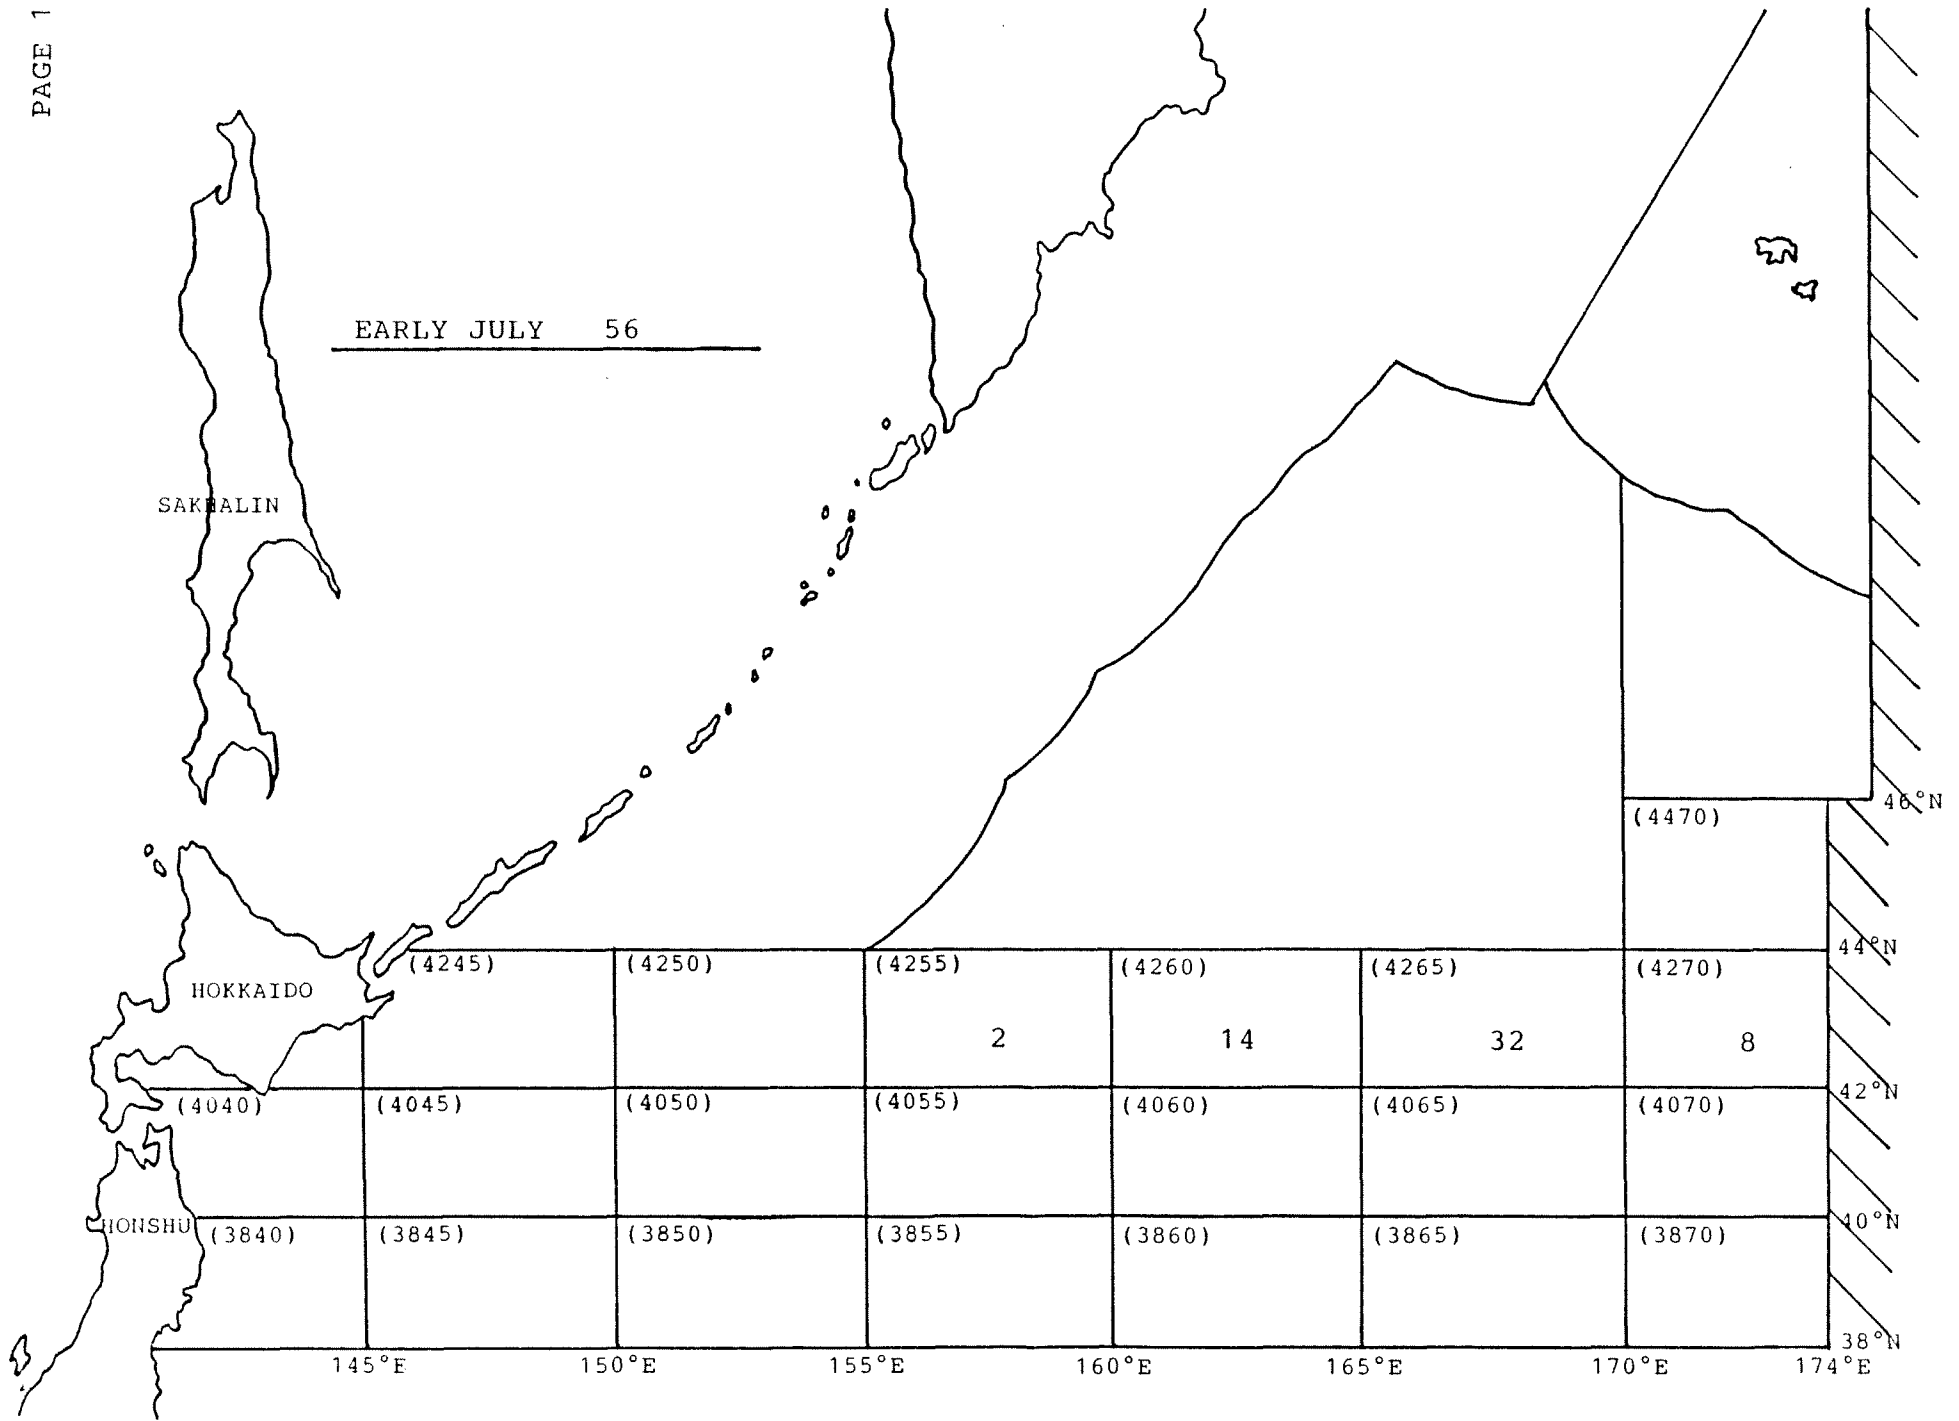 PAGE 1
EARLY JULY 56
SAKHALIN
46°N
(4470)
44°N
(4245) (4250) (4255) (4260) (4265) (4270)
HOKKAIDO
2 14 32 8
42°N
(4040) (4045) (4050) (4055) (4060) (4065) (4070)
40°N
HONSHU (3840) (3845) (3850) (3855) (3860) (3865) (3870)
38°N
145°E 150°E 155°E 160°E 165°E 170°E 174°E